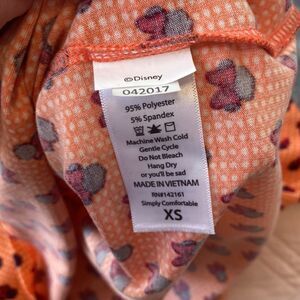 ©Disney
042017
95% Polyester
5% Spandex
Machine Wash Cold
Gentle Cycle
Do Not Bleach
Hang Dry
or you'll be sad
MADE IN VIETNAM
RN#142161
Simply Comfortable
XS